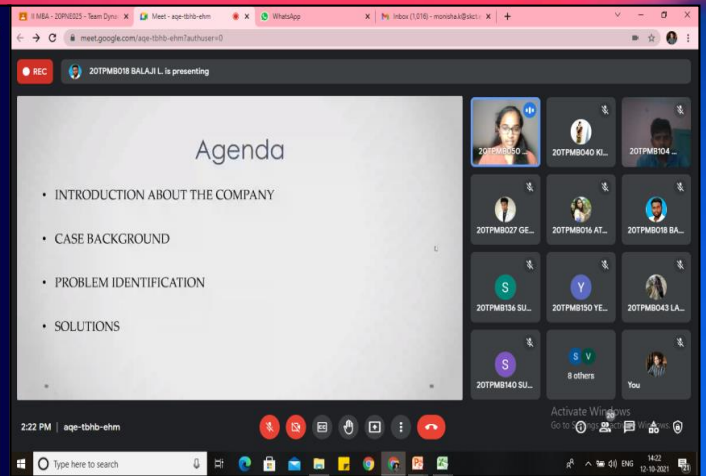 II MBA - 20PNE025 - Team Dyna
Meet - aqe-tbhb-ehm
WhatsApp
Inbox (1,016) - monisha.k@skct.
meet.google.com/aqe-tbhb-ehm?authuser=0
REC
20TPMB018 BALAJI L. is presenting
Agenda
• INTRODUCTION ABOUT THE COMPANY
• CASE BACKGROUND
• PROBLEM IDENTIFICATION
• SOLUTIONS
20TPMB050 ...
20TPMB040 KI...
20TPMB104 ...
20TPMB027 GE...
20TPMB016 AT...
20TPMB018 BA...
S
20TPMB136 SU...
Y
20TPMB150 YE...
20TPMB043 LA...
S
20TPMB140 SU...
S V
8 others
You
Activate Windows
Go to Settings to activate Windows.
2:22 PM | aqe-tbhb-ehm
20
Type here to search
ENG
14:22
12-10-2021